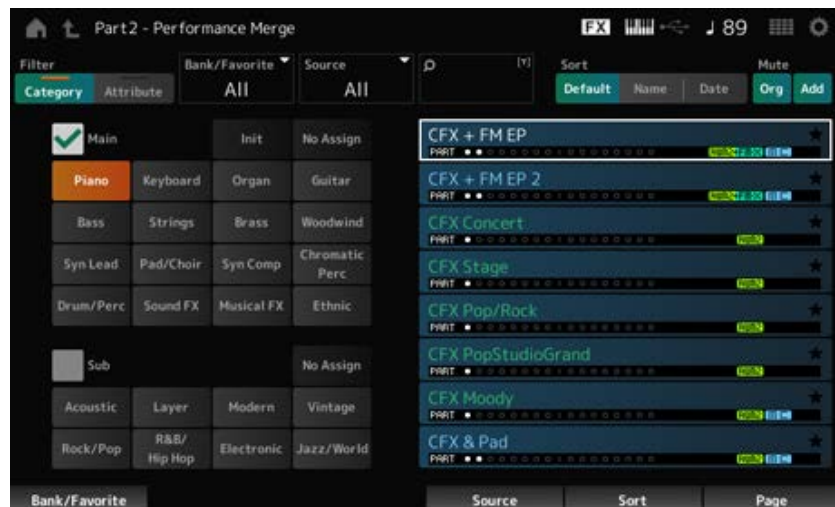 Part2 - Performance Merge FX ♩ 89
Filter Bank/Favorite Source [Y] Sort Mute
Category Attribute All All Default Name Date Org Add
Main Init No Assign
Piano Keyboard Organ Guitar
Bass Strings Brass Woodwind
Syn Lead Pad/Choir Syn Comp Chromatic Perc
Drum/Perc Sound FX Musical FX Ethnic
Sub No Assign
Acoustic Layer Modern Vintage
Rock/Pop R&B/ Hip Hop Electronic Jazz/World
CFX + FM EP
PART
CFX + FM EP 2
PART
CFX Concert
PART
CFX Stage
PART
CFX Pop/Rock
PART
CFX PopStudioGrand
PART
CFX Moody
PART
CFX & Pad
PART
Bank/Favorite Source Sort Page